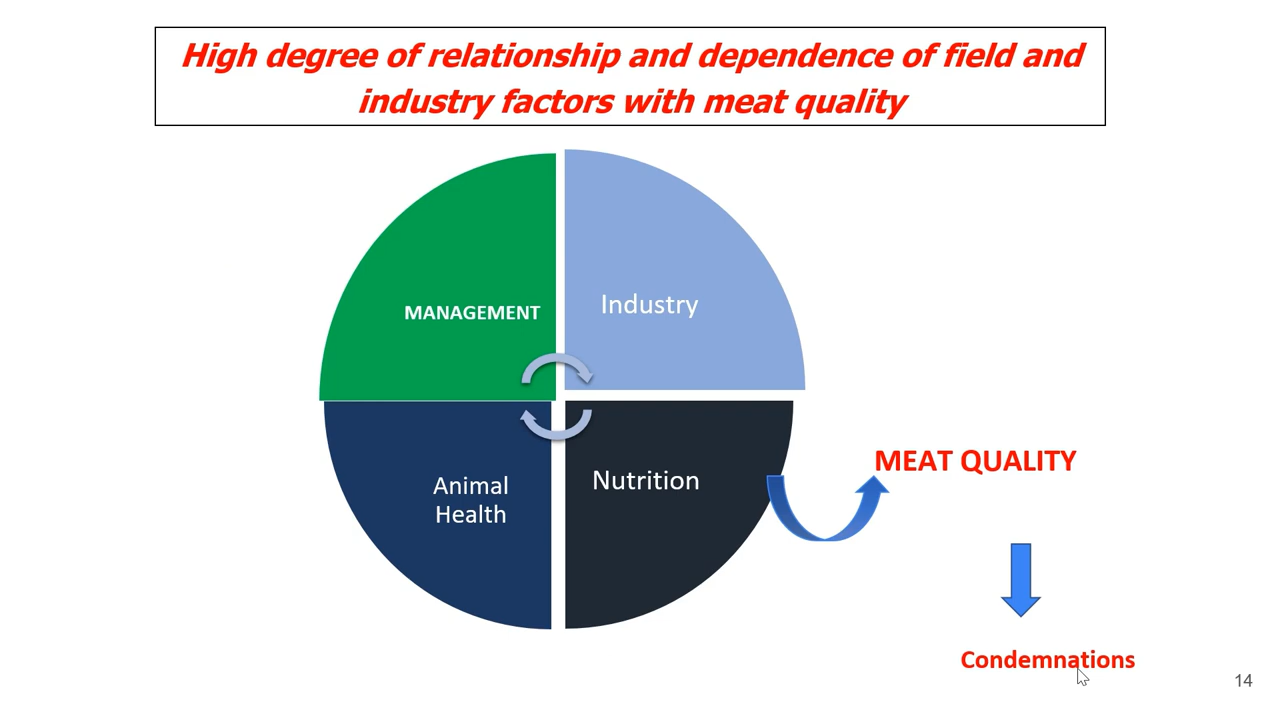 High degree of relationship and dependence of field and
industry factors with meat quality
MANAGEMENT
Industry
Animal
Health
Nutrition
MEAT QUALITY
Condemnations
14